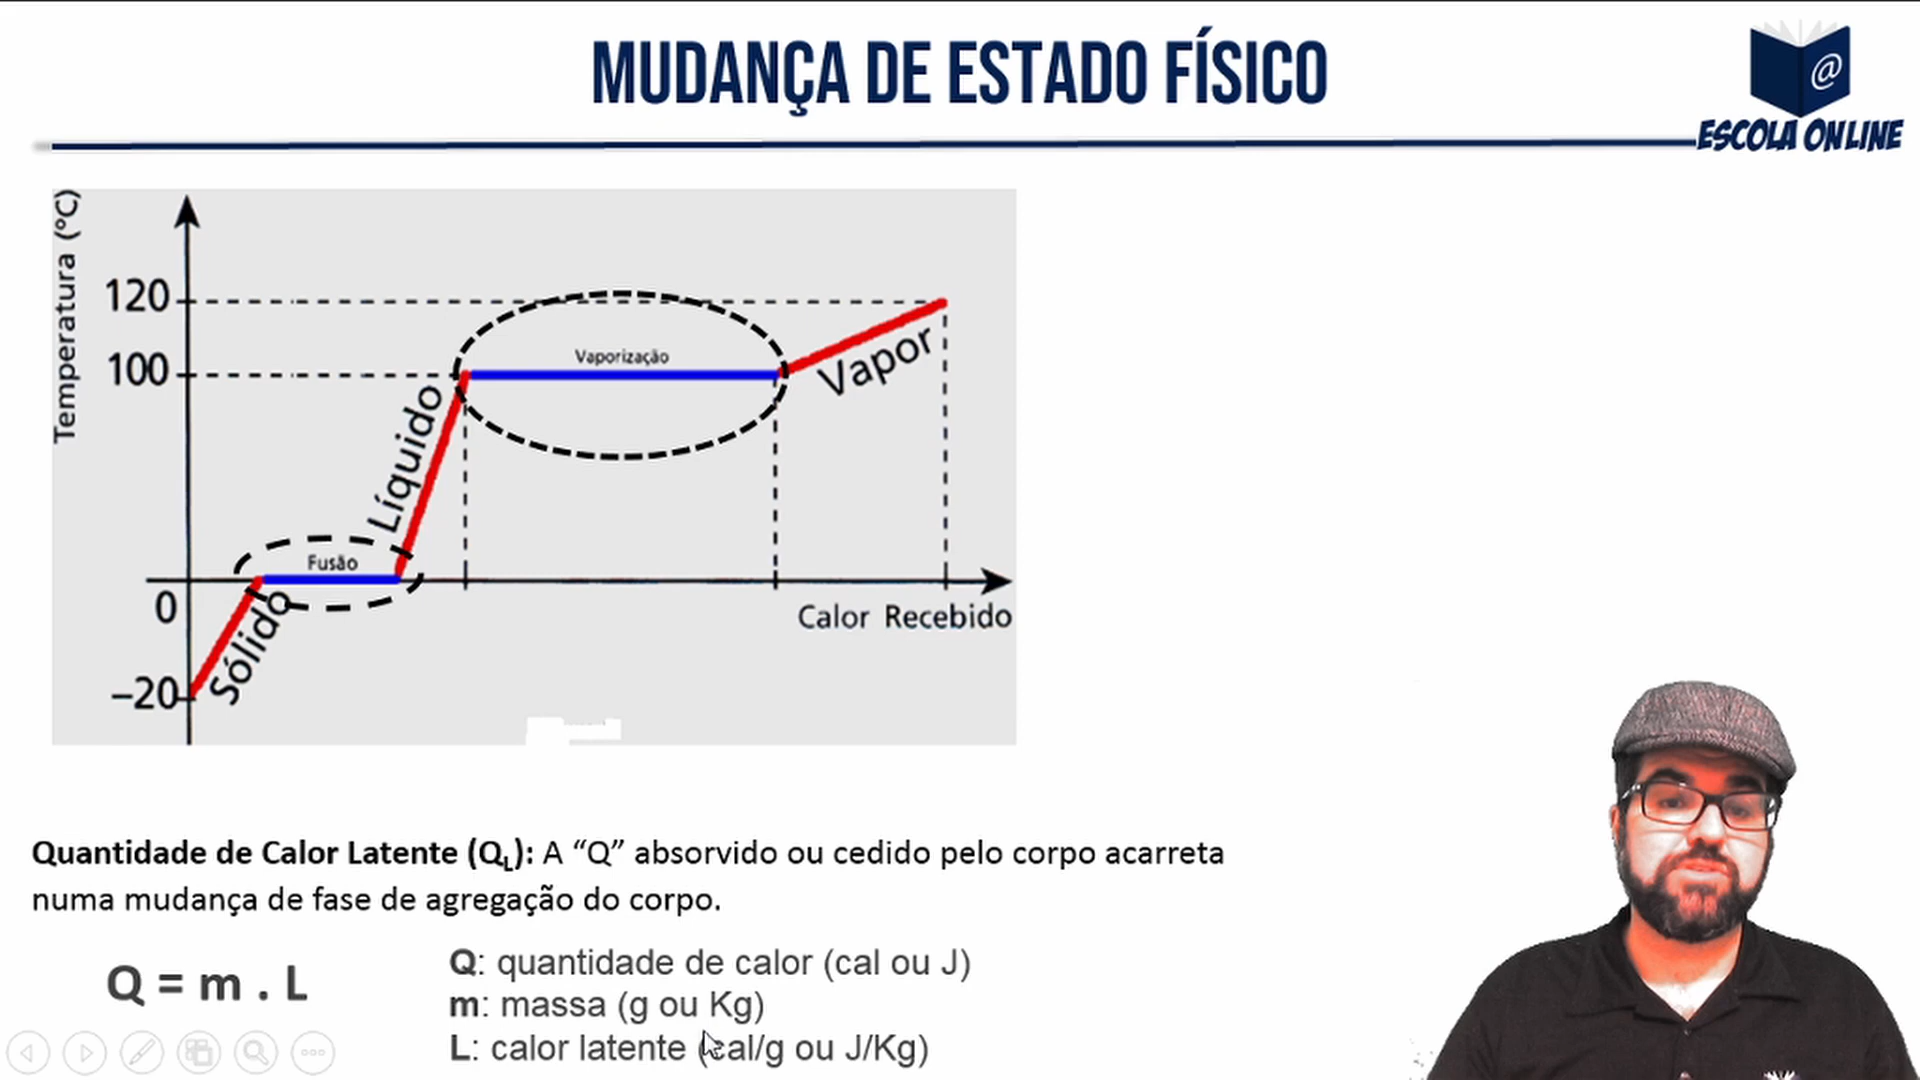 MUDANÇA DE ESTADO FÍSICO
@
ESCOLA ONLINE
Temperatura (°C)
120
100
0
–20
Sólido
Fusão
Líquido
Vaporização
Vapor
Calor Recebido
Quantidade de Calor Latente (QL): A “Q” absorvido ou cedido pelo corpo acarreta
numa mudança de fase de agregação do corpo.
Q = m . L
Q: quantidade de calor (cal ou J)
m: massa (g ou Kg)
L: calor latente (cal/g ou J/Kg)